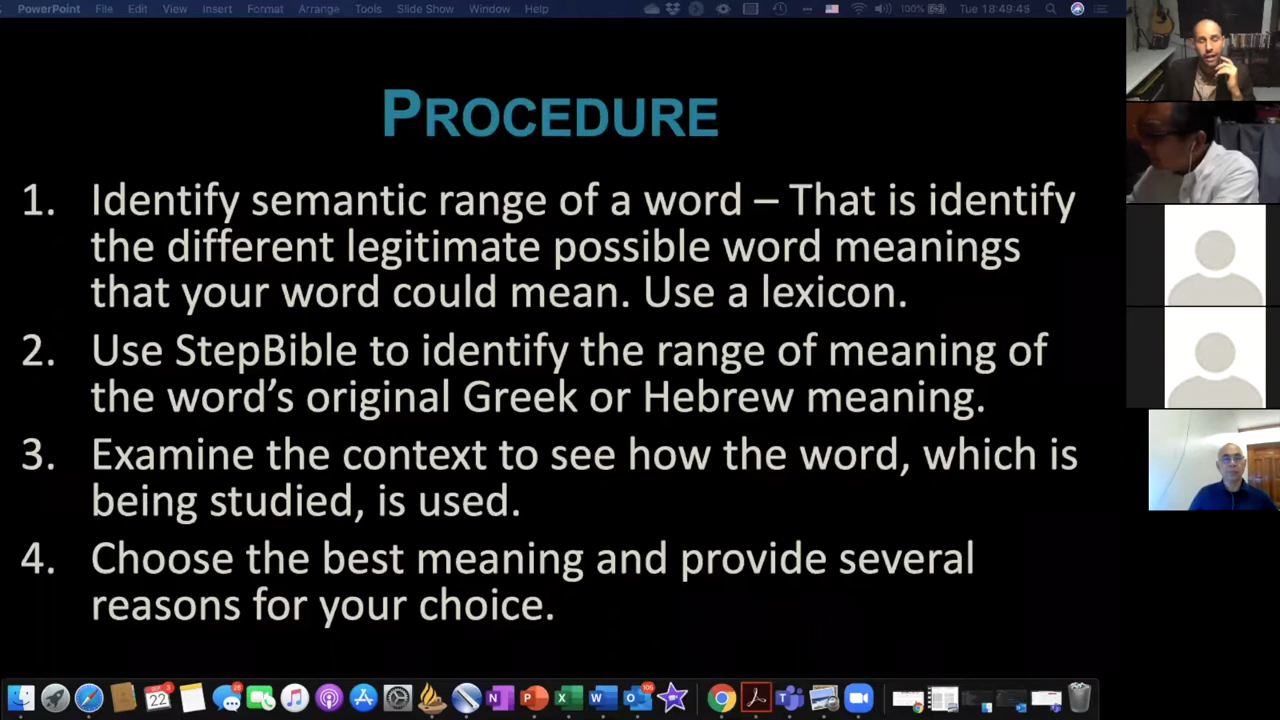 PowerPoint File Edit View Insert Format Arrange Tools Slide Show Window Help 100% Tue 18:49:45
PROCEDURE
1. Identify semantic range of a word – That is identify
the different legitimate possible word meanings
that your word could mean. Use a lexicon.
2. Use StepBible to identify the range of meaning of
the word's original Greek or Hebrew meaning.
3. Examine the context to see how the word, which is
being studied, is used.
4. Choose the best meaning and provide several
reasons for your choice.
22